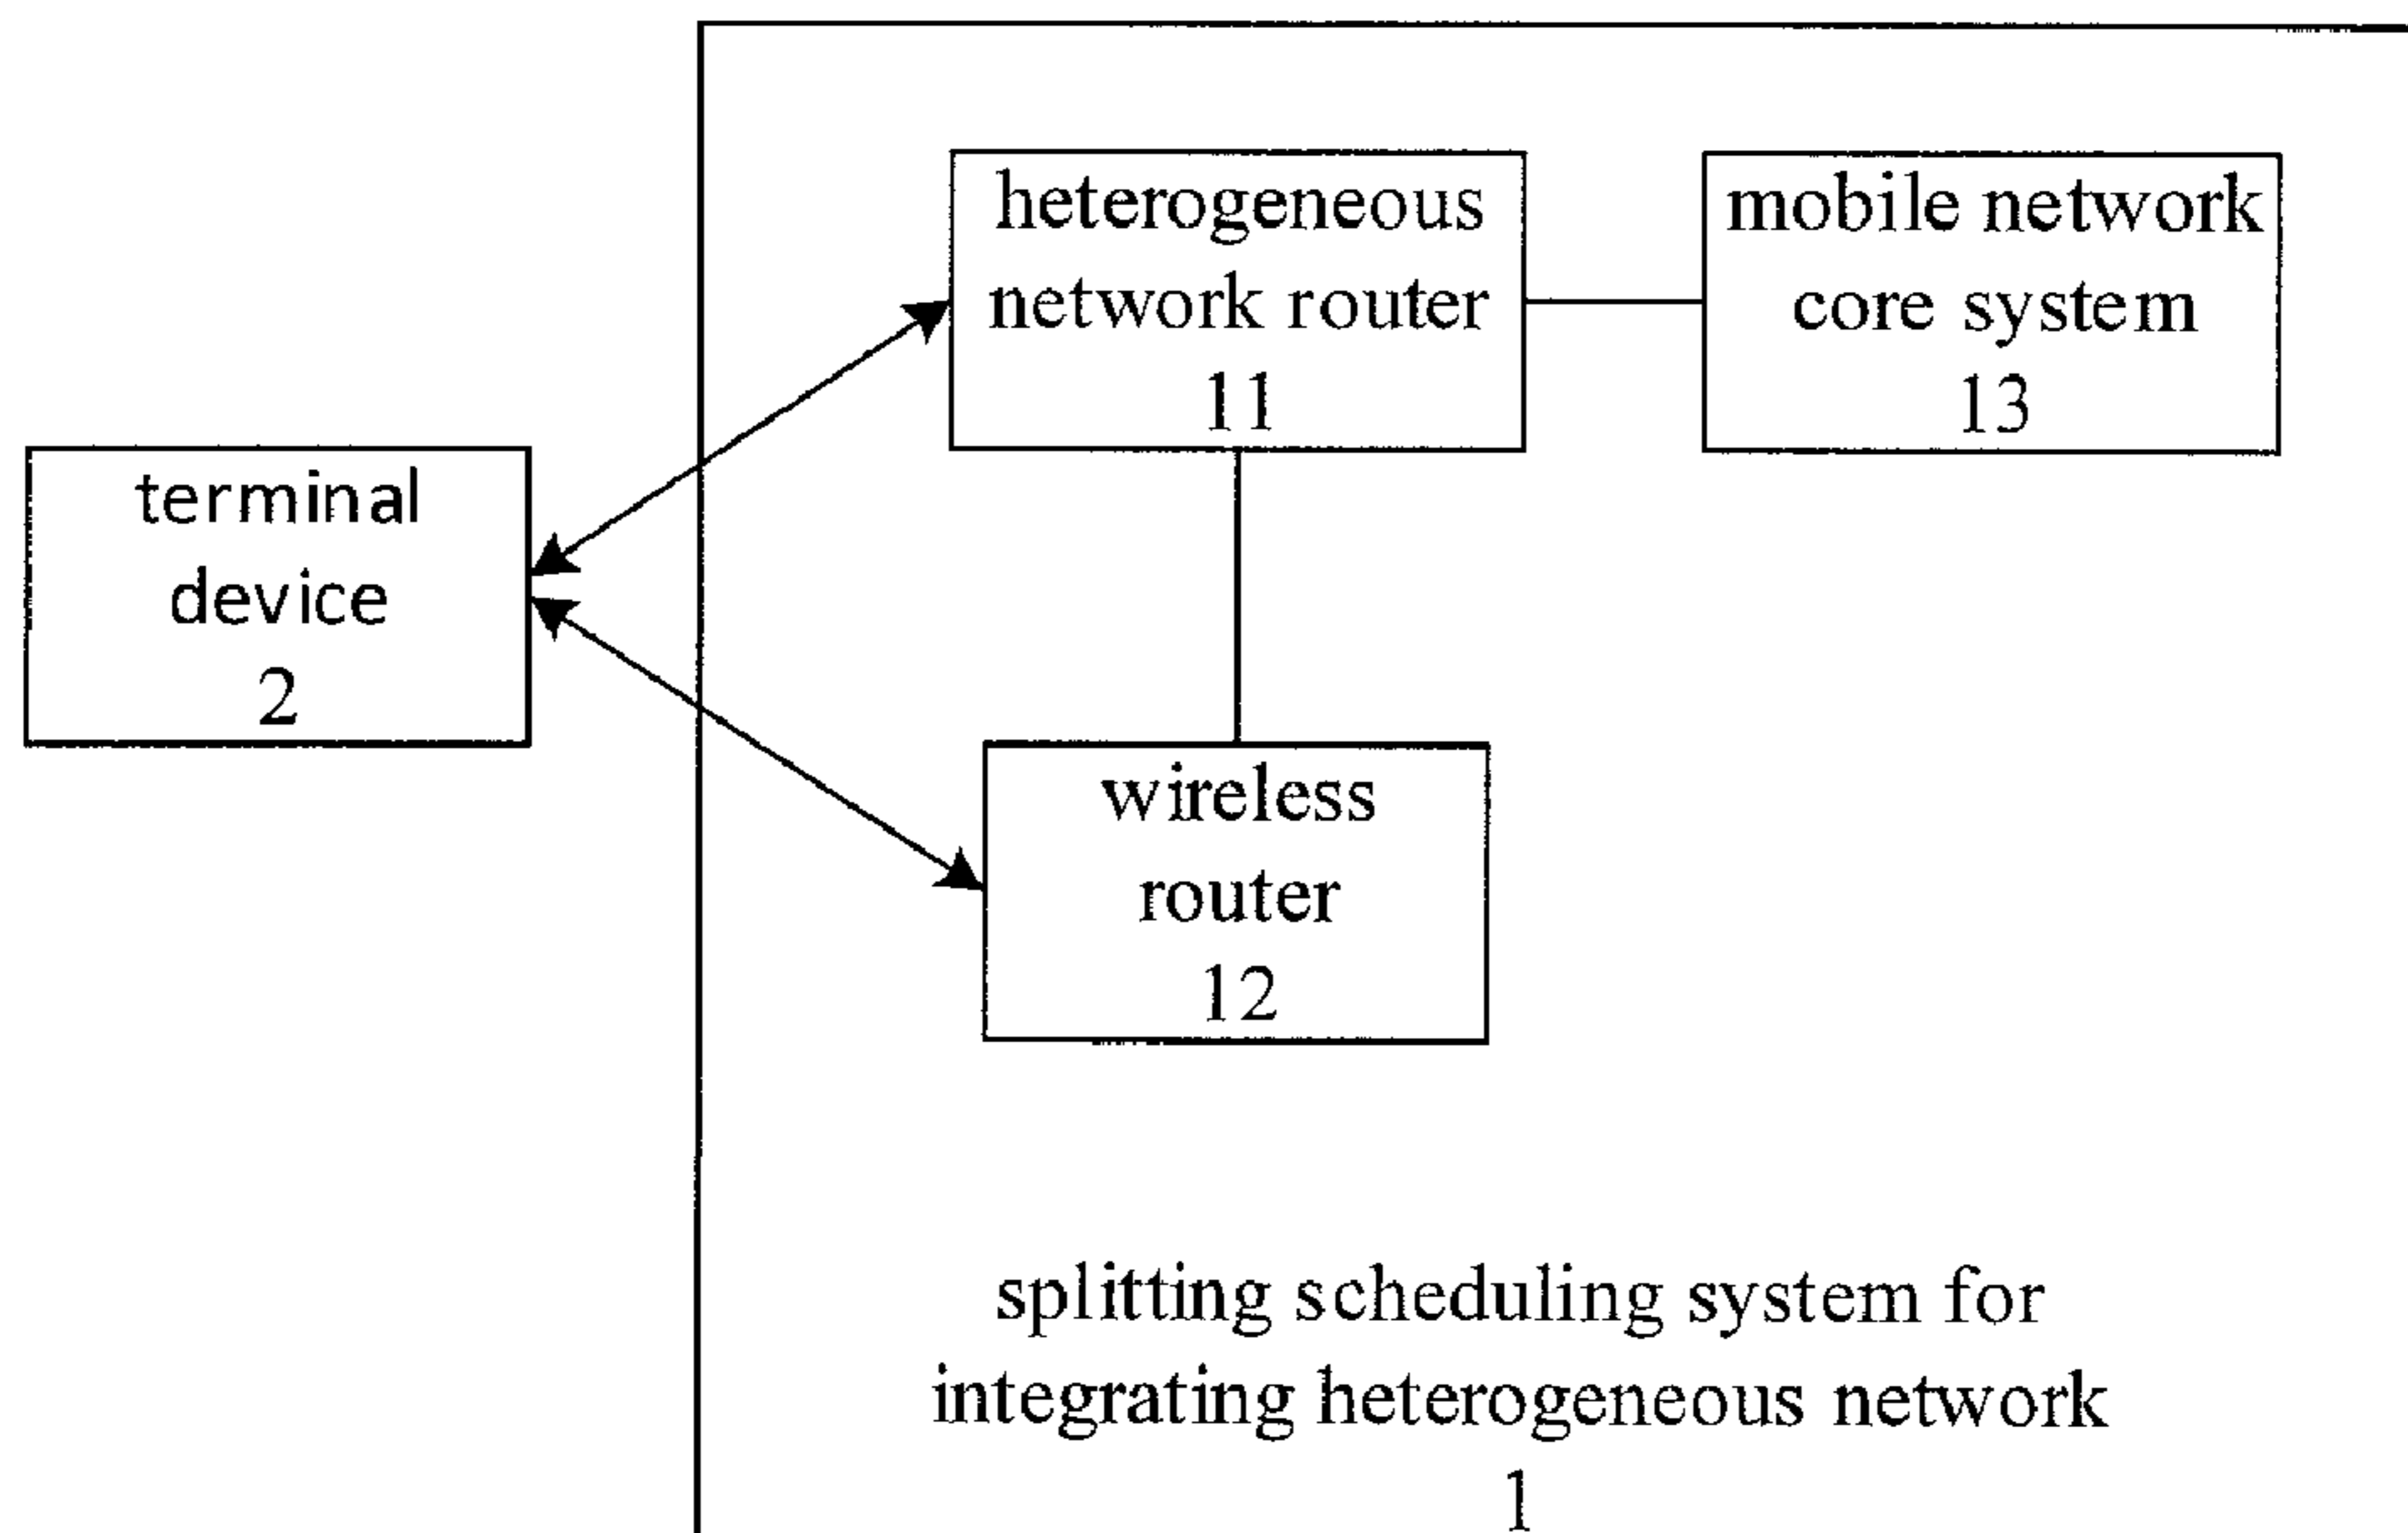 heterogeneous
network router
11
mobile network
core system
13
terminal
device
2
wireless
router
12
splitting scheduling system for
integrating heterogeneous network
1